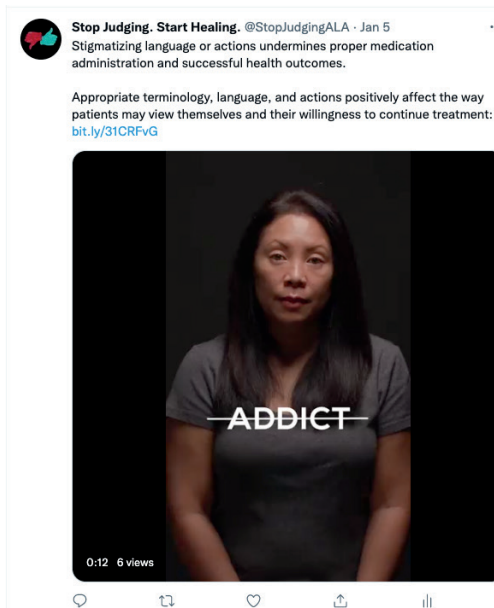 Stop Judging. Start Healing. @StopJudgingALA · Jan 5
Stigmatizing language or actions undermines proper medication
administration and successful health outcomes.
Appropriate terminology, language, and actions positively affect the way
patients may view themselves and their willingness to continue treatment:
bit.ly/31CRFvG
ADDICT
0:12 6 views